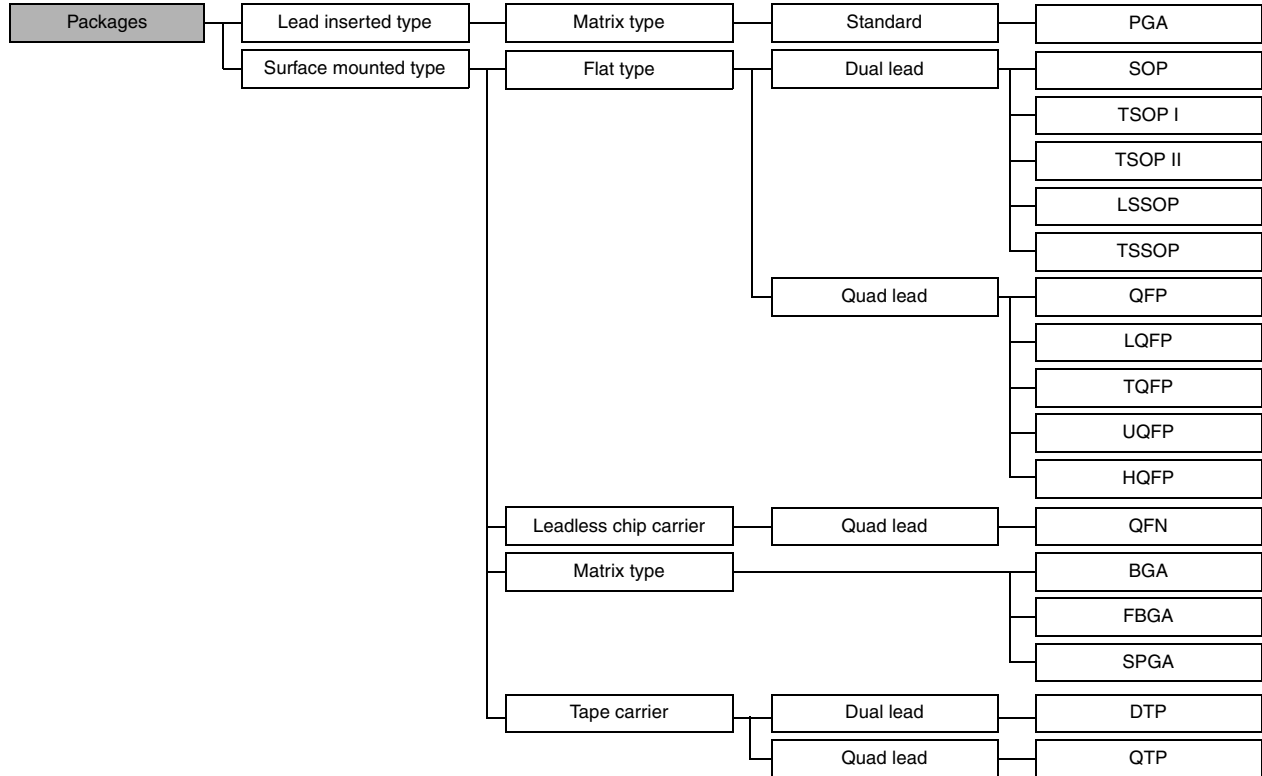 Packages
Lead inserted type
Matrix type
Standard
PGA
Surface mounted type
Flat type
Dual lead
SOP
TSOP I
TSOP II
LSSOP
TSSOP
Quad lead
QFP
LQFP
TQFP
UQFP
HQFP
Leadless chip carrier
Quad lead
QFN
Matrix type
BGA
FBGA
SPGA
Tape carrier
Dual lead
DTP
Quad lead
QTP